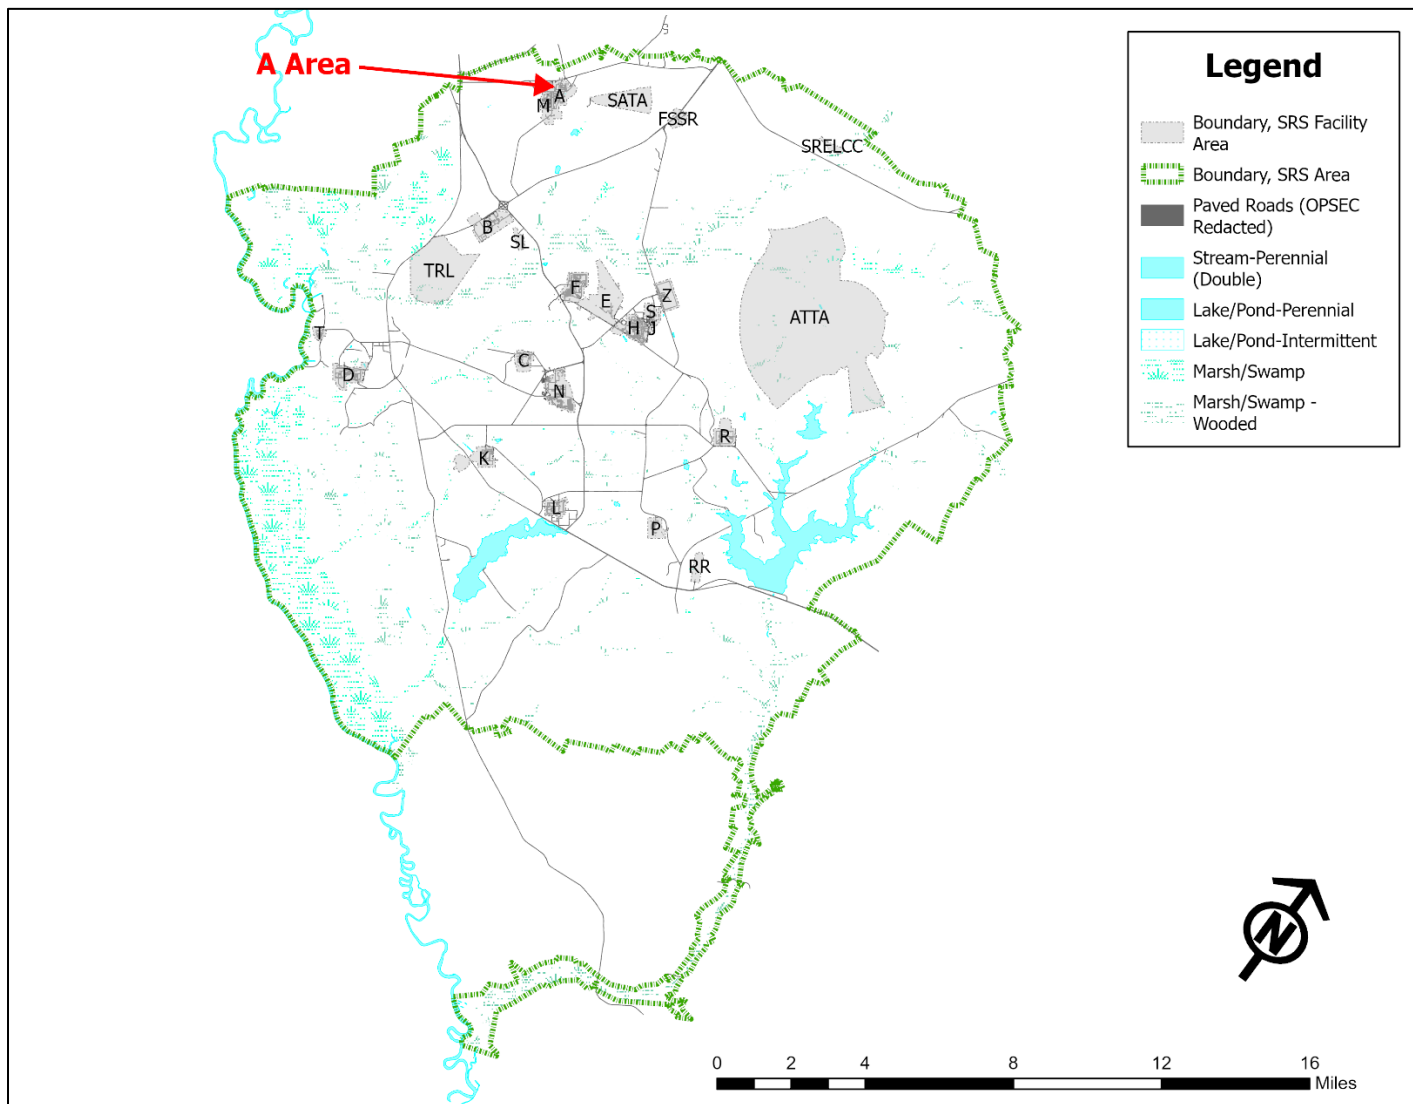 A Area
A
M
SATA
FSSR
SRELCC
B
SL
TRL
F
E
Z
S
H
J
ATTA
T
D
C
N
R
K
L
P
RR
Legend
Boundary, SRS Facility
Area
Boundary, SRS Area
Paved Roads (OPSEC
Redacted)
Stream-Perennial
(Double)
Lake/Pond-Perennial
Lake/Pond-Intermittent
Marsh/Swamp
Marsh/Swamp -
Wooded
N
0 2 4 8 12 16
Miles